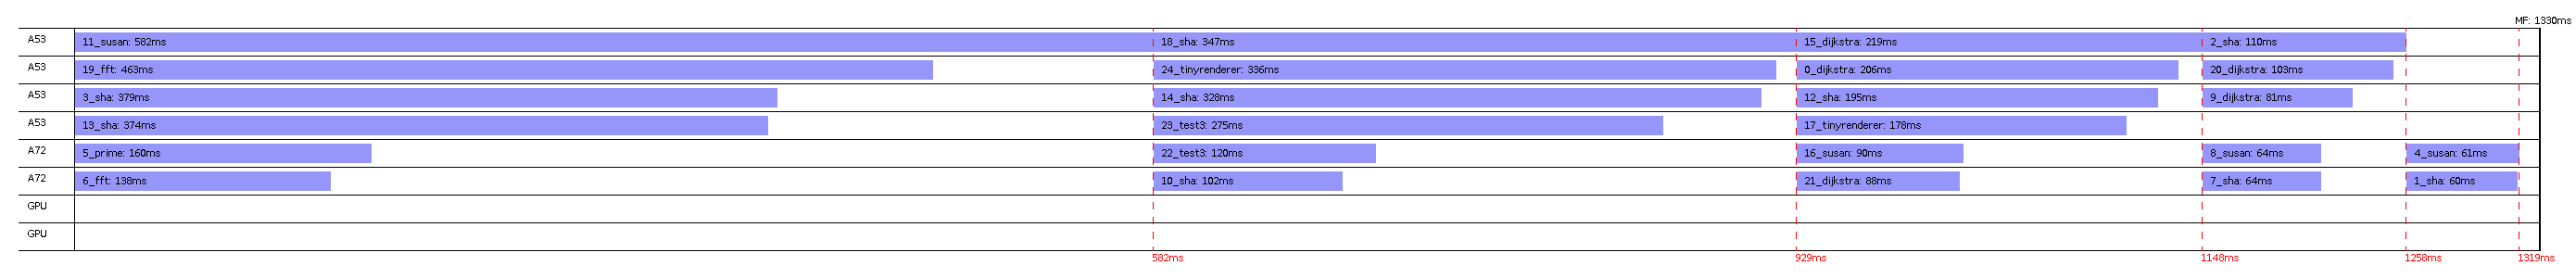 MF: 1330ms
A53 11_susan: 582ms 18_sha: 347ms 15_dijkstra: 219ms 2_sha: 110ms
A53 19_fft: 463ms 24_tinyrenderer: 336ms 0_dijkstra: 206ms 20_dijkstra: 103ms
A53 3_sha: 379ms 14_sha: 328ms 12_sha: 195ms 9_dijkstra: 81ms
A53 13_sha: 374ms 23_test3: 275ms 17_tinyrenderer: 178ms
A72 5_prime: 160ms 22_test3: 120ms 16_susan: 90ms 8_susan: 64ms 4_susan: 61ms
A72 6_fft: 138ms 10_sha: 102ms 21_dijkstra: 88ms 7_sha: 64ms 1_sha: 60ms
GPU
GPU
582ms 929ms 1148ms 1258ms 1319ms